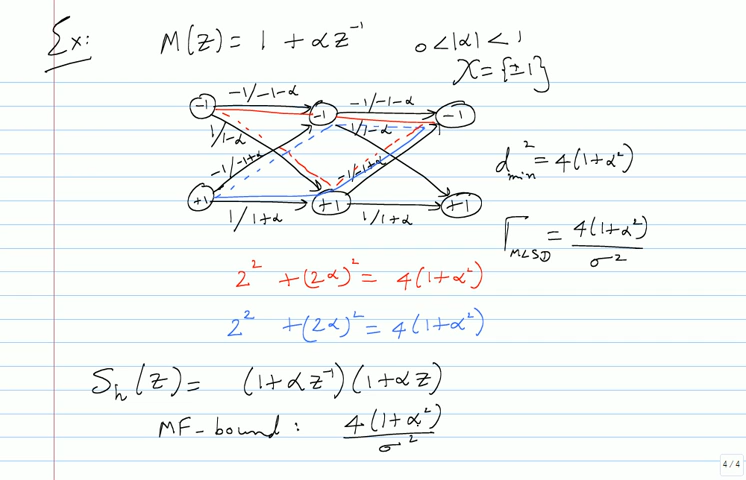 Ex: M(z) = 1 + αz⁻¹ 0<|α|<1
X = {±1}
-1/-1-α -1/-1-α
-1 -1 -1
1/1-α 1/1-α
-1/-1+α -1/-1+α
d²min = 4(1+α²)
+1 +1 +1
1/1+α 1/1+α
Γ_MLSD = 4(1+α²)/σ²
2² + (2α)² = 4(1+α²)
2² + (2α)² = 4(1+α²)
S_h(z) = (1+αz⁻¹)(1+αz)
MF-bound: 4(1+α²)/σ²
4/4